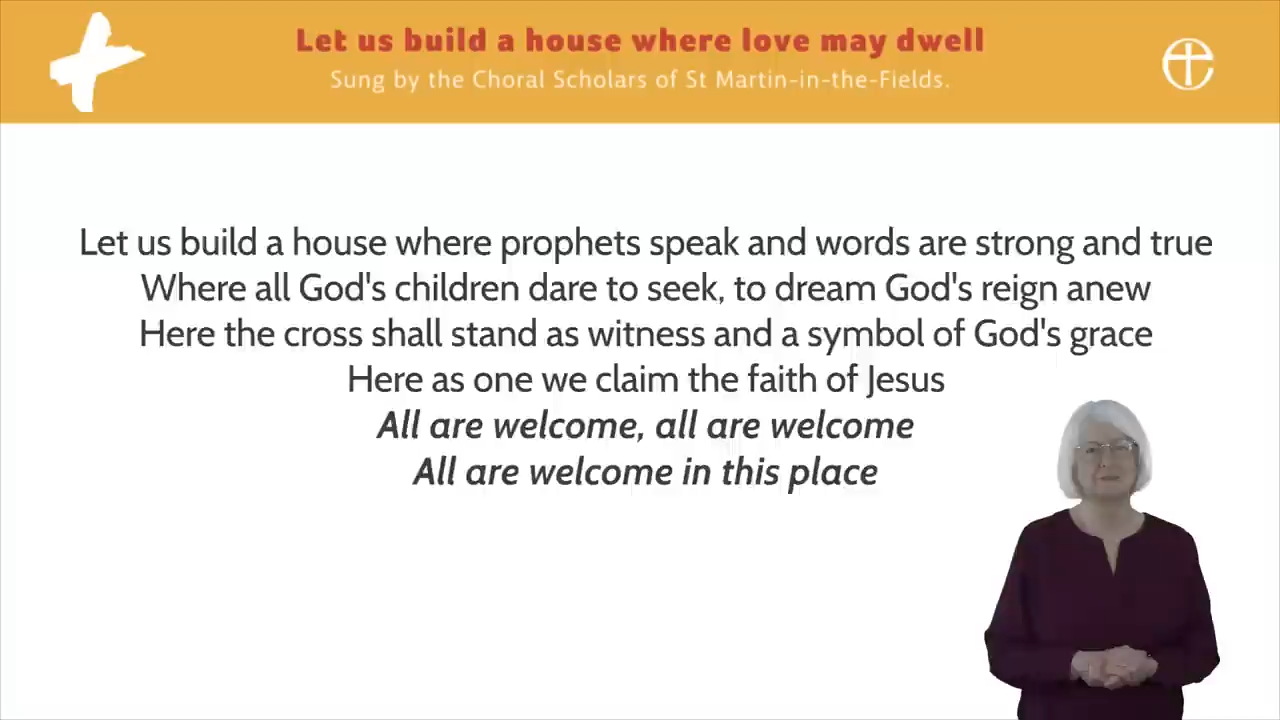 Let us build a house where love may dwell
Sung by the Choral Scholars of St Martin-in-the-Fields.
Let us build a house where prophets speak and words are strong and true
Where all God's children dare to seek, to dream God's reign anew
Here the cross shall stand as witness and a symbol of God's grace
Here as one we claim the faith of Jesus
All are welcome, all are welcome
All are welcome in this place